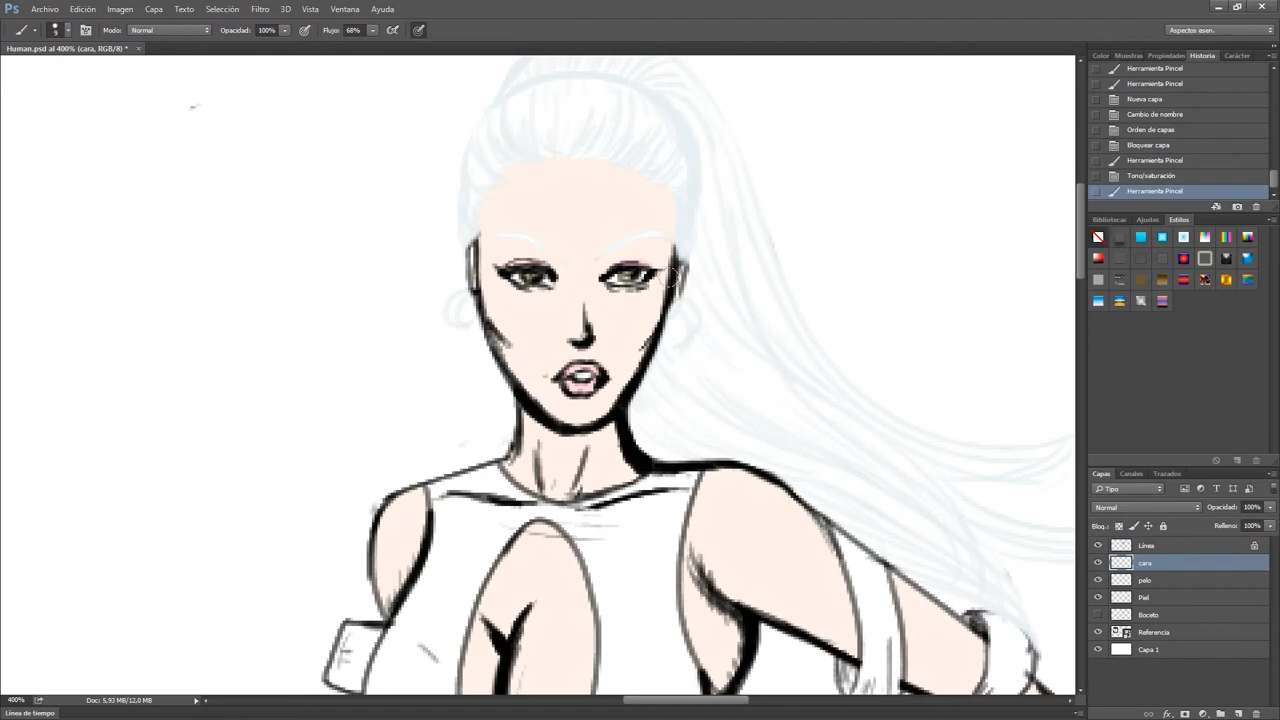 Ps Archivo Edición Imagen Capa Texto Selección Filtro 3D Vista Ventana Ayuda
9 Modo: Normal Opacidad: 100% Flujo: 68% Aspectos esen.
Human.psd al 400% (cara, RGB/8) * ×
Color Muestras Propiedades Historia Carácter
Herramienta Pincel
Herramienta Pincel
Nueva capa
Cambio de nombre
Orden de capas
Bloquear capa
Herramienta Pincel
Tono/saturación
Herramienta Pincel
Bibliotecas Ajustes Estilos
Capas Canales Trazados
Tipo
Normal Opacidad: 100%
Bloq.: Relleno: 100%
Línea
cara
pelo
Piel
Boceto
Referencia
Capa 1
400% Doc: 5,93 MB/12,0 MB
Línea de tiempo